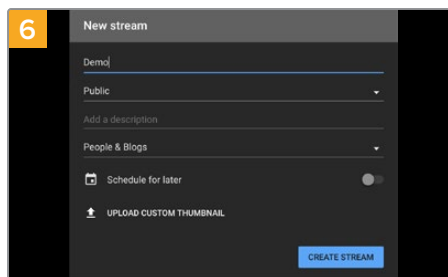 6
New stream
Demo
Public
Add a description
People & Blogs
Schedule for later
UPLOAD CUSTOM THUMBNAIL
CREATE STREAM